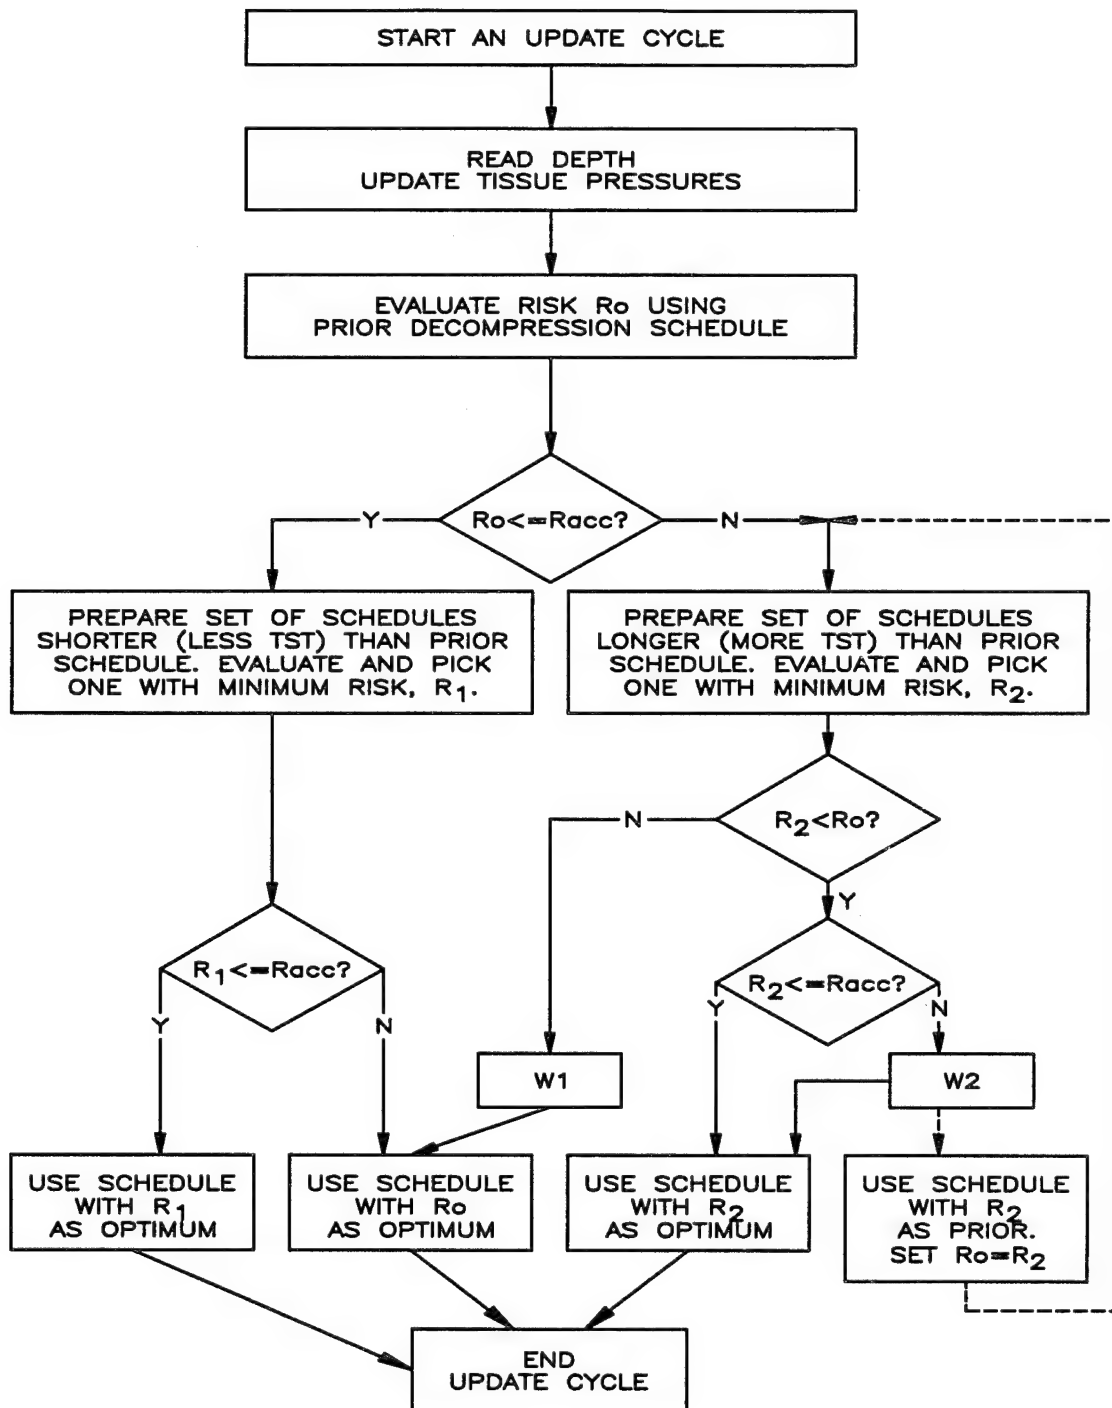 START AN UPDATE CYCLE
READ DEPTH
UPDATE TISSUE PRESSURES
EVALUATE RISK Ro USING
PRIOR DECOMPRESSION SCHEDULE
Ro<=Racc?
Y
N
PREPARE SET OF SCHEDULES
SHORTER (LESS TST) THAN PRIOR
SCHEDULE. EVALUATE AND PICK
ONE WITH MINIMUM RISK, R1.
PREPARE SET OF SCHEDULES
LONGER (MORE TST) THAN PRIOR
SCHEDULE. EVALUATE AND PICK
ONE WITH MINIMUM RISK, R2.
R2<Ro?
N
Y
R1<=Racc?
Y
N
R2<=Racc?
Y
N
W1
W2
USE SCHEDULE
WITH R1
AS OPTIMUM
USE SCHEDULE
WITH Ro
AS OPTIMUM
USE SCHEDULE
WITH R2
AS OPTIMUM
USE SCHEDULE
WITH R2
AS PRIOR.
SET Ro=R2
END
UPDATE CYCLE